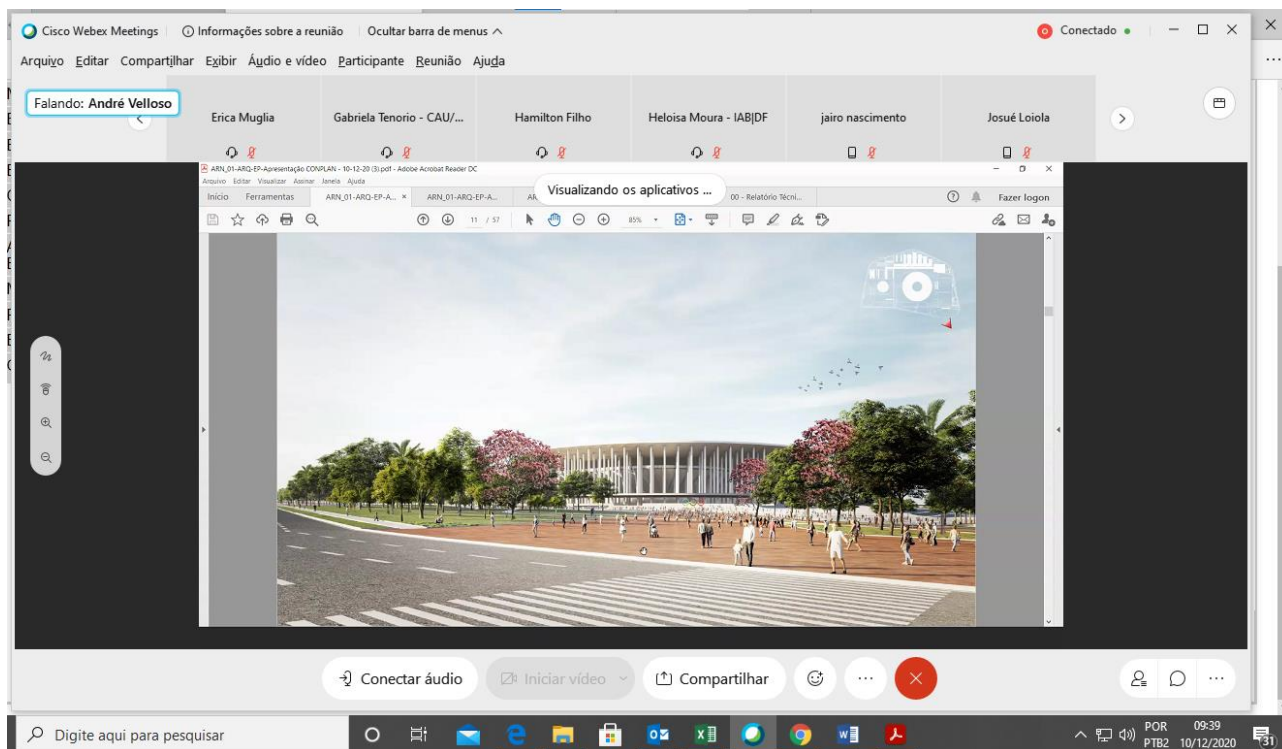 Cisco Webex Meetings Informações sobre a reunião Ocultar barra de menus Conectado
Arquivo Editar Compartilhar Exibir Áudio e vídeo Participante Reunião Ajuda
Falando: André Velloso
Erica Muglia Gabriela Tenorio - CAU/... Hamilton Filho Heloisa Moura - IAB|DF jairo nascimento Josué Loiola
ARN_01-ARQ-EP-Apresentação CONPLAN - 10-12-20 (3).pdf - Adobe Acrobat Reader DC
Arquivo Editar Visualizar Assinar Janela Ajuda
Visualizando os aplicativos ...
Início Ferramentas ARN_01-ARQ-EP-A... × ARN_01-ARQ-EP-A... 00 - Relatório Técni... Fazer logon
11 / 57 85%
Conectar áudio Iniciar vídeo Compartilhar
Digite aqui para pesquisar
POR 09:39
PTB2 10/12/2020
31